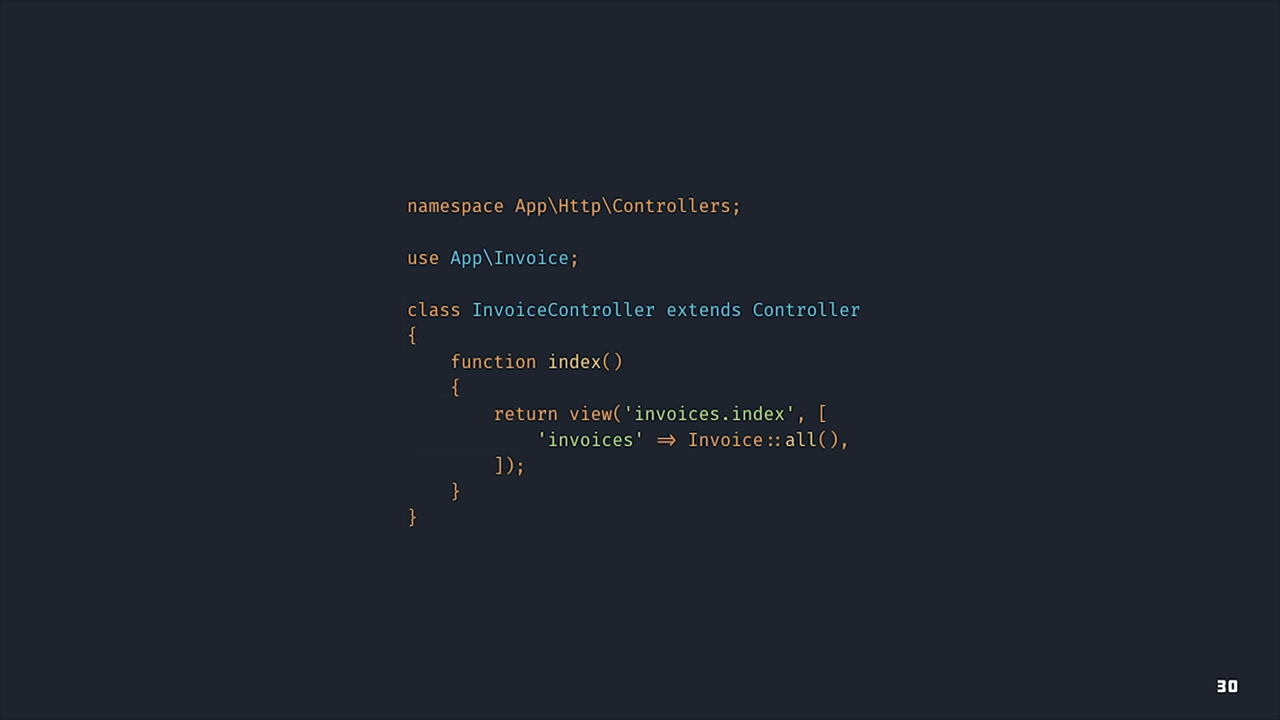 namespace App\Http\Controllers;
use App\Invoice;
class InvoiceController extends Controller
{
function index()
{
return view('invoices.index', [
'invoices' => Invoice::all(),
]);
}
}
30